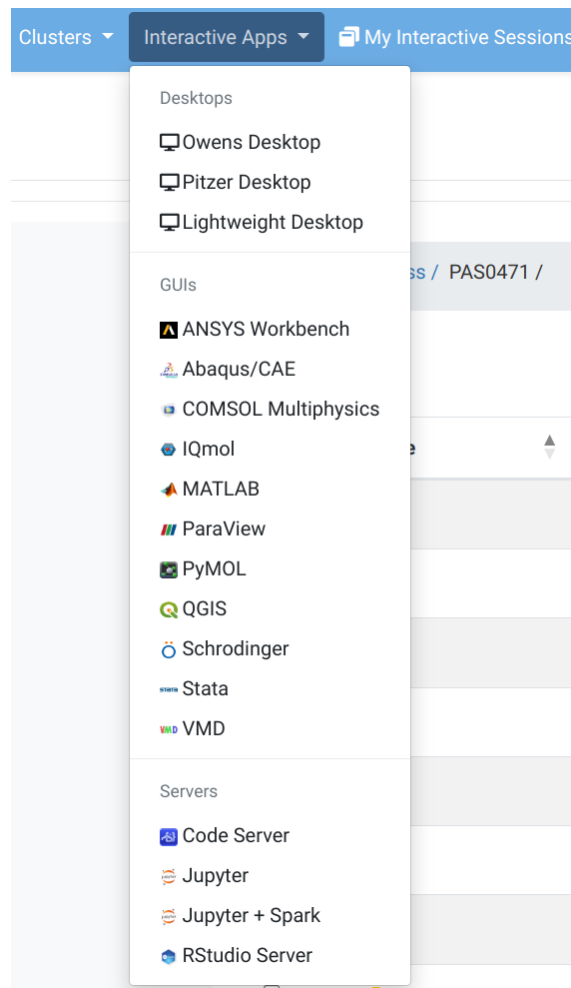 Clusters Interactive Apps My Interactive Sessions
Desktops
Owens Desktop
Pitzer Desktop
Lightweight Desktop
ss / PAS0471 /
GUIs
ANSYS Workbench
Abaqus/CAE
COMSOL Multiphysics
e
IQmol
MATLAB
ParaView
PyMOL
QGIS
Schrodinger
Stata
VMD
Servers
Code Server
Jupyter
Jupyter + Spark
RStudio Server